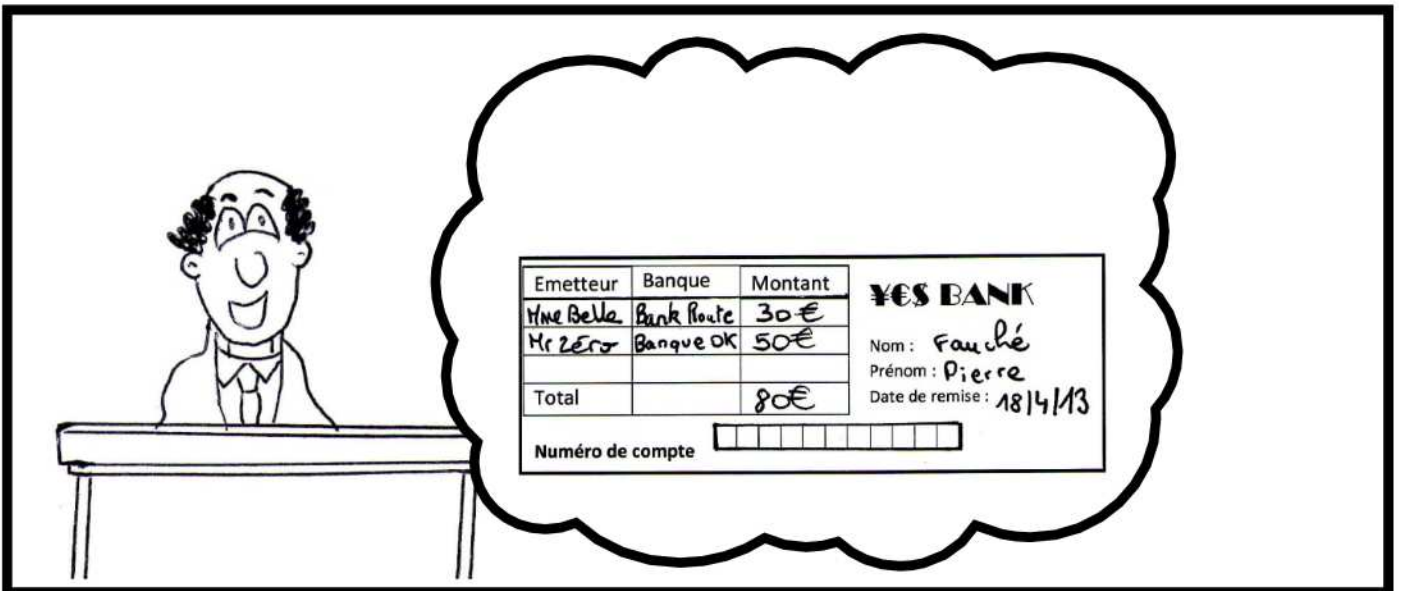 Emetteur Banque Montant
Mme Belle Bank Route 30 €
Mr Zéro Banque OK 50€
Total 80€
¥€$ BANK
Nom : Fauché
Prénom : Pierre
Date de remise : 18/4/13
Numéro de compte